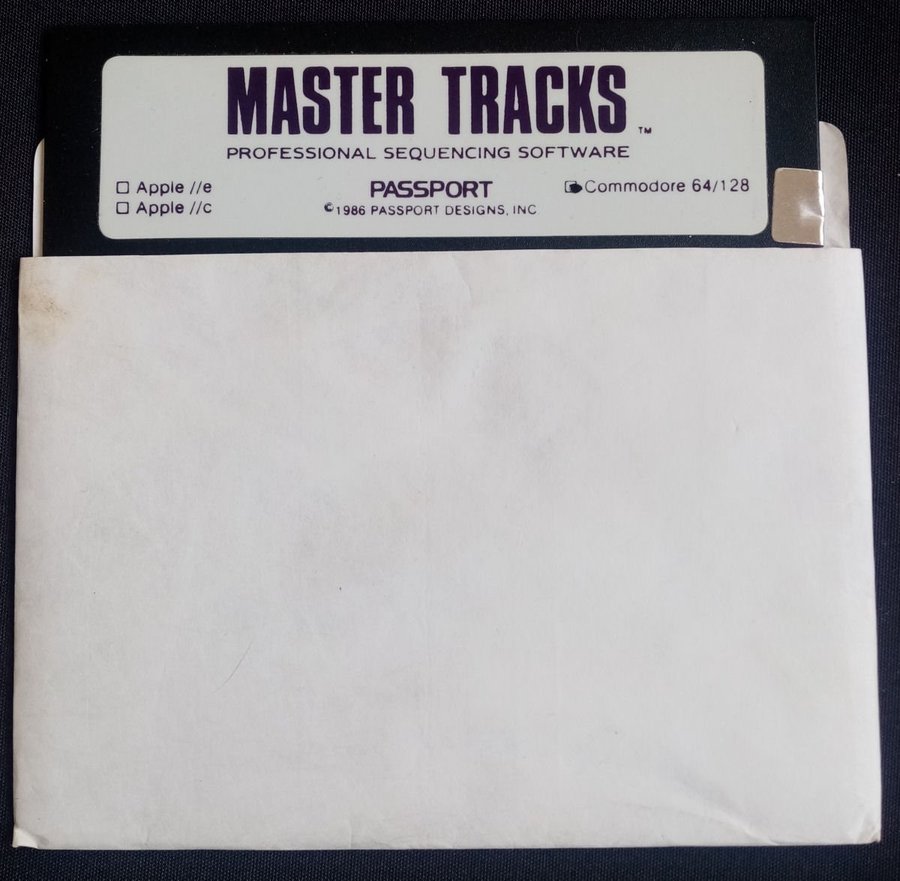 MASTER TRACKS ™
PROFESSIONAL SEQUENCING SOFTWARE
Apple //e
Apple //c
PASSPORT
©1986 PASSPORT DESIGNS, INC
Commodore 64/128